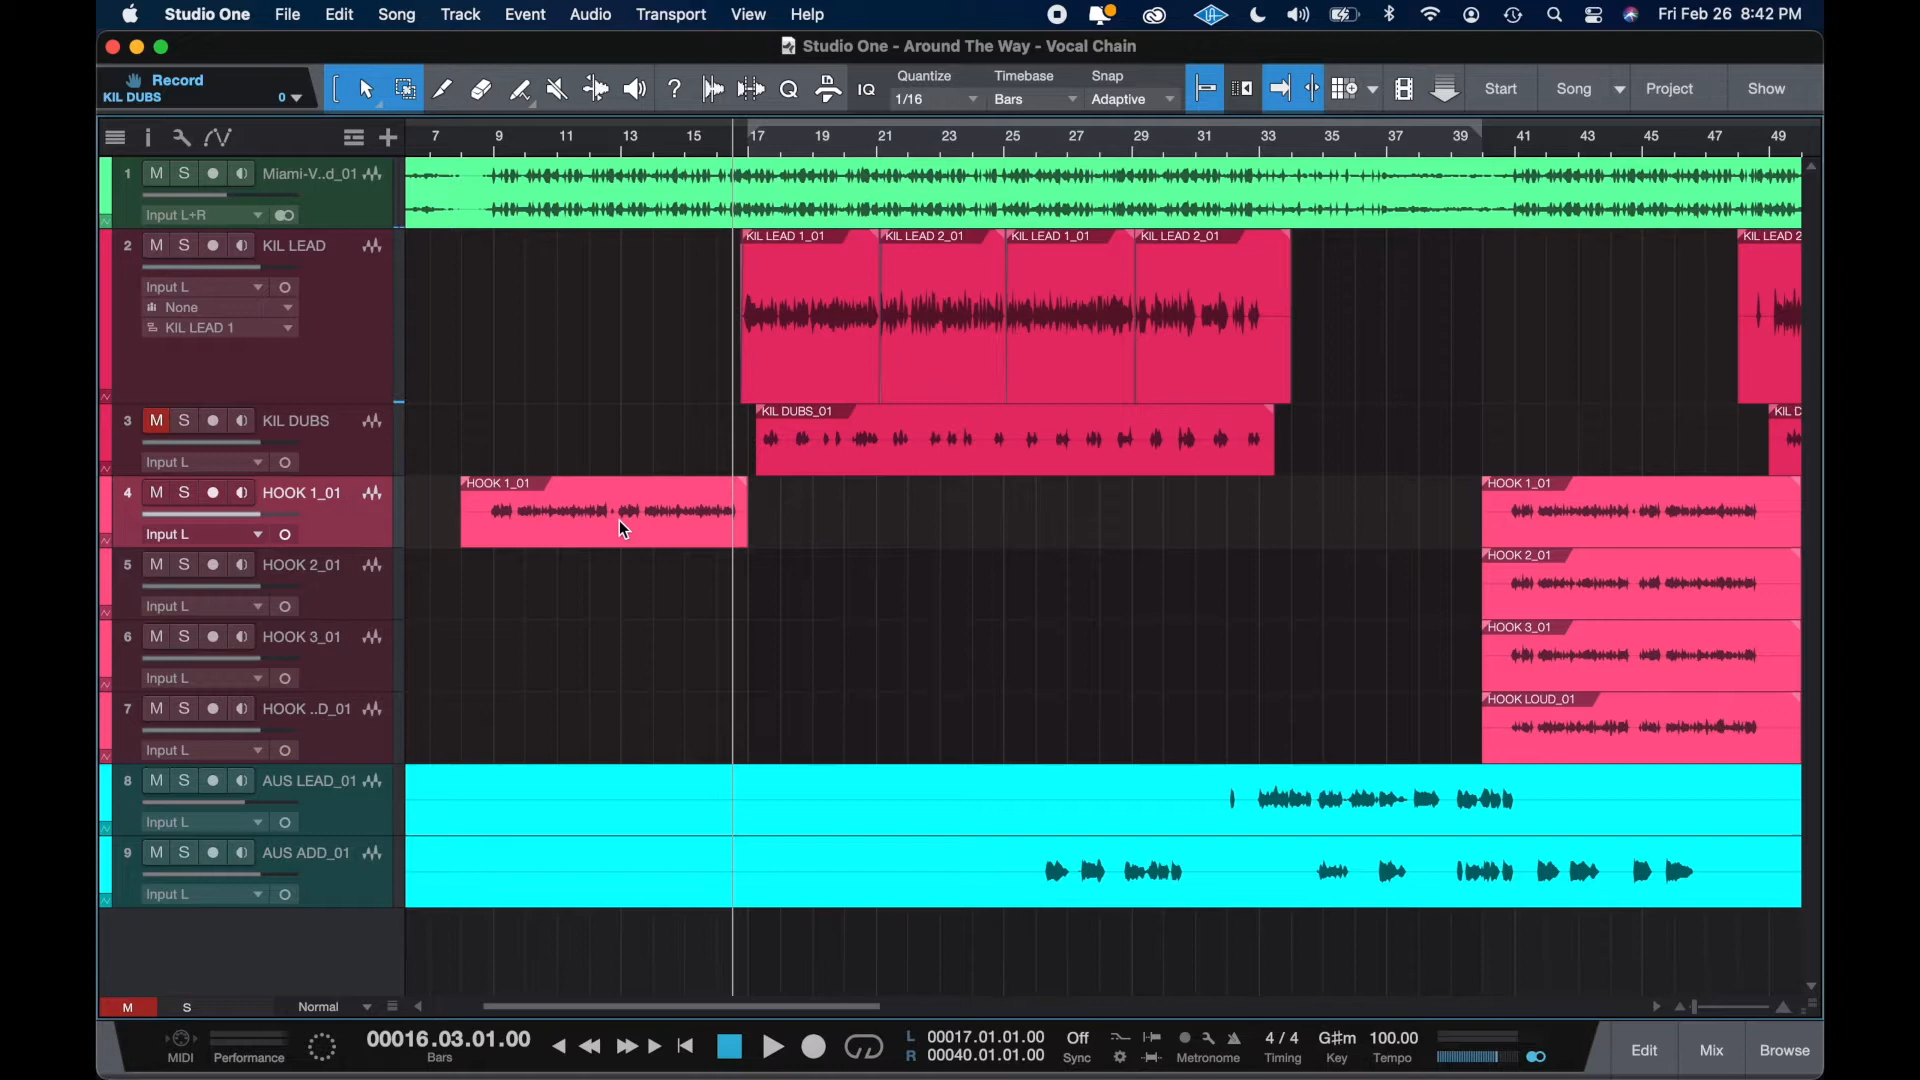 Studio One File Edit Song Track Event Audio Transport View Help Fri Feb 26 8:42 PM
Studio One - Around The Way - Vocal Chain
Record
KIL DUBS 0
? Q IQ
Quantize Timebase Snap
1/16 Bars Adaptive
Start Song Project Show
7 9 11 13 15 17 19 21 23 25 27 29 31 33 35 37 39 41 43 45 47 49
1 M S Miami-V..d_01
Input L+R
2 M S KIL LEAD
Input L
None
KIL LEAD 1
KIL LEAD 1_01 KIL LEAD 2_01 KIL LEAD 1_01 KIL LEAD 2_01 KIL LEAD 2
3 M S KIL DUBS
Input L
KIL DUBS_01 KIL D
4 M S HOOK 1_01
Input L
HOOK 1_01 HOOK 1_01
5 M S HOOK 2_01
Input L
HOOK 2_01
6 M S HOOK 3_01
Input L
HOOK 3_01
7 M S HOOK ..D_01
Input L
HOOK LOUD_01
8 M S AUS LEAD_01
Input L
9 M S AUS ADD_01
Input L
M S Normal
MIDI Performance
00016.03.01.00
Bars
L 00017.01.01.00
R 00040.01.01.00
Off
Sync
Metronome
4 / 4
Timing
G#m
Key
100.00
Tempo
Edit Mix Browse